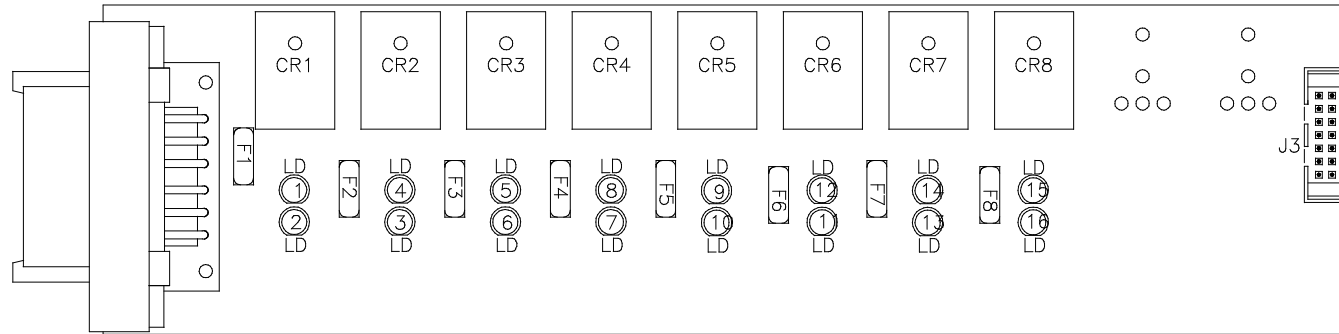 CR1 CR2 CR3 CR4 CR5 CR6 CR7 CR8
J3
F1
LD LD LD LD LD LD LD LD
F2 F3 F4 F5 F6 F7 F8
1 4 5 8 9 12 14 15
2 3 6 7 10 11 13 16
LD LD LD LD LD LD LD LD